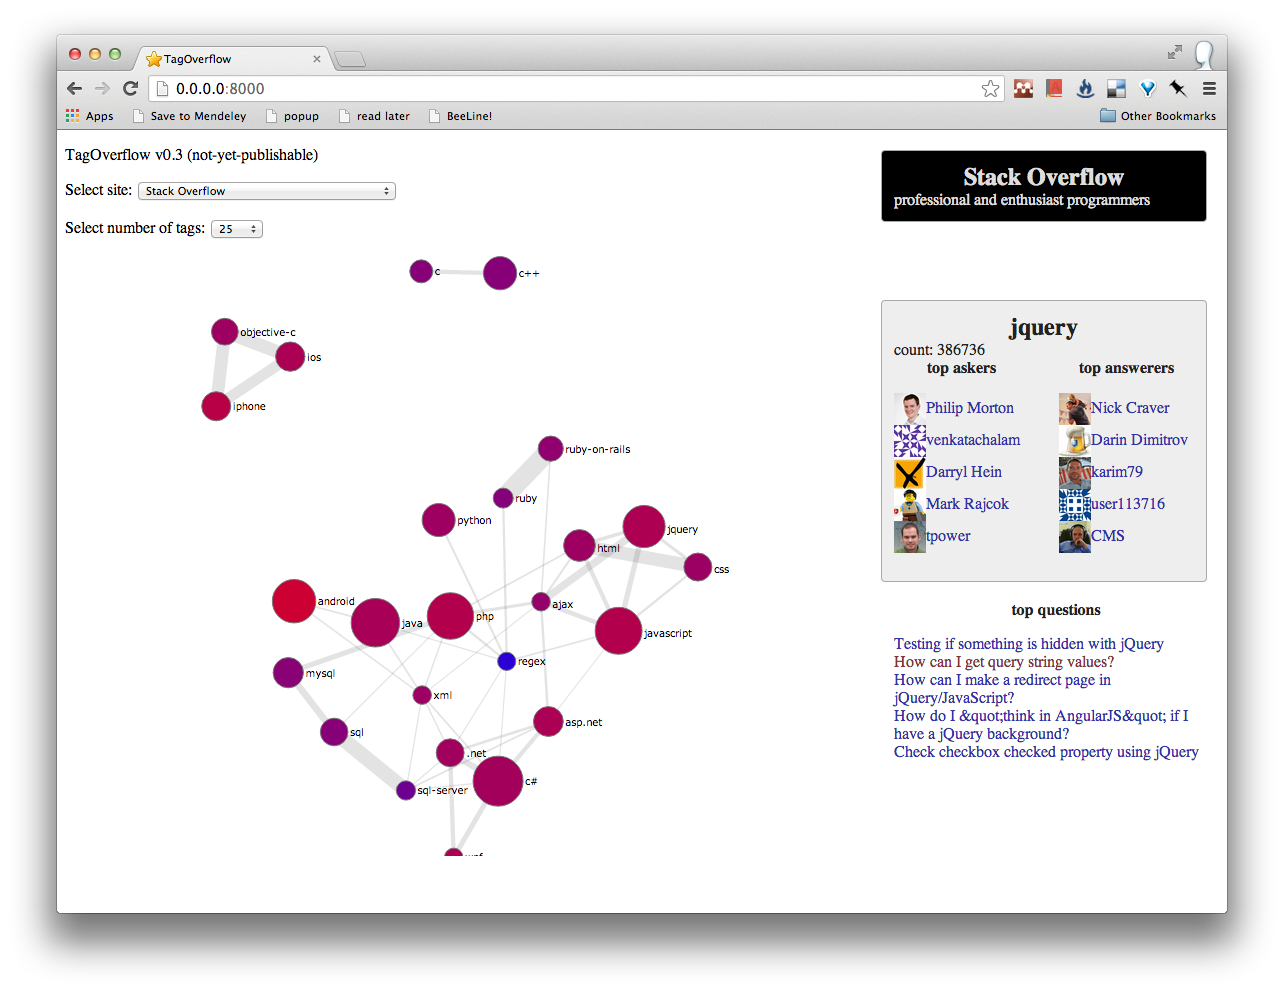 TagOverflow
0.0.0.0:8000
Apps
Save to Mendeley
popup
read later
BeeLine!
Other Bookmarks
TagOverflow v0.3 (not-yet-publishable)
Select site: Stack Overflow
Select number of tags: 25
c
c++
objective-c
ios
iphone
ruby-on-rails
ruby
python
jquery
html
css
android
java
php
ajax
javascript
regex
mysql
xml
sql
asp.net
.net
c#
sql-server
Stack Overflow
professional and enthusiast programmers
jquery
count: 386736
top askers
Philip Morton
venkatachalam
Darryl Hein
Mark Rajcok
tpower
top answerers
Nick Craver
Darin Dimitrov
karim79
user113716
CMS
top questions
Testing if something is hidden with jQuery
How can I get query string values?
How can I make a redirect page in
jQuery/JavaScript?
How do I &quot;think in AngularJS&quot; if I
have a jQuery background?
Check checkbox checked property using jQuery